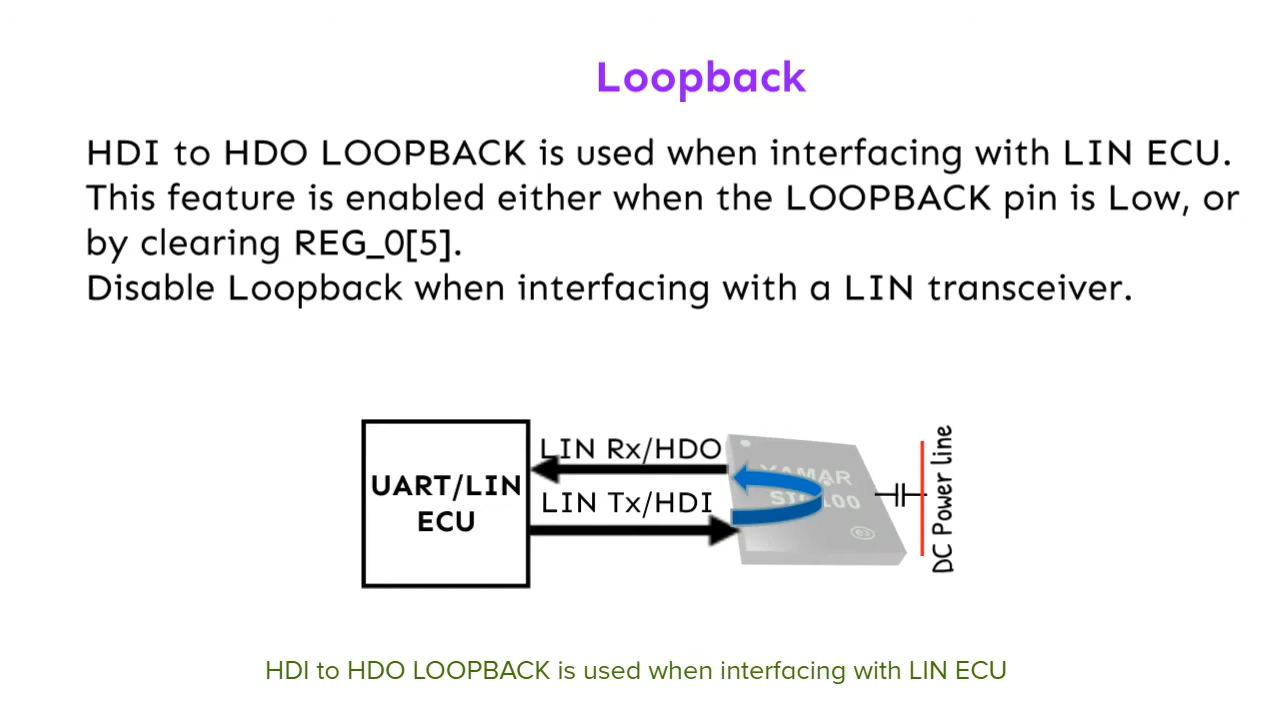 Loopback
HDI to HDO LOOPBACK is used when interfacing with LIN ECU.
This feature is enabled either when the LOOPBACK pin is Low, or
by clearing REG_0[5].
Disable Loopback when interfacing with a LIN transceiver.
UART/LIN
ECU
LIN Rx/HDO
LIN Tx/HDI
YAMAR
DC Power line
HDI to HDO LOOPBACK is used when interfacing with LIN ECU